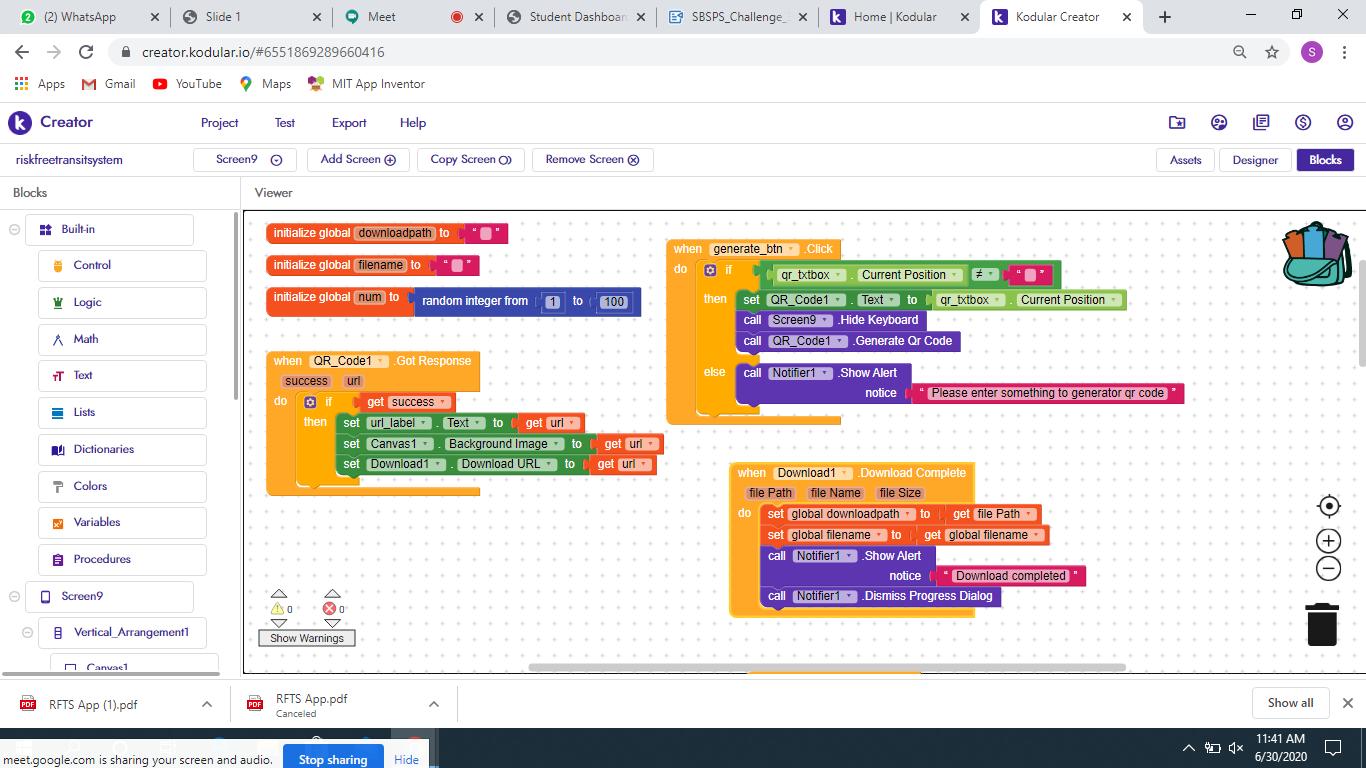 (2) WhatsApp
Slide 1
Meet
Student Dashboar
SBSPS_Challenge_
Home | Kodular
Kodular Creator
creator.kodular.io/#6551869289660416
S
Apps
Gmail
YouTube
Maps
MIT App Inventor
Creator
Project
Test
Export
Help
riskfreetransitsystem
Screen9
Add Screen
Copy Screen
Remove Screen
Assets
Designer
Blocks
Blocks
Viewer
Built-in
Control
Logic
Math
Text
Lists
Dictionaries
Colors
Variables
Procedures
Screen9
Vertical_Arrangement1
Canvas1
initialize global downloadpath to “ ”
initialize global filename to “ ”
initialize global num to random integer from 1 to 100
when QR_Code1 .Got Response
success url
do if get success
then set url_label . Text to get url
set Canvas1 . Background Image to get url
set Download1 . Download URL to get url
when generate_btn .Click
do if qr_txtbox . Current Position ≠ “ ”
then set QR_Code1 . Text to qr_txtbox . Current Position
call Screen9 .Hide Keyboard
call QR_Code1 .Generate Qr Code
else call Notifier1 .Show Alert
notice “ Please enter something to generator qr code ”
when Download1 .Download Complete
file Path file Name file Size
do set global downloadpath to get file Path
set global filename to get global filename
call Notifier1 .Show Alert
notice “ Download completed ”
call Notifier1 .Dismiss Progress Dialog
0 0
Show Warnings
RFTS App (1).pdf
RFTS App.pdf
Canceled
Show all
meet.google.com is sharing your screen and audio.
Stop sharing
Hide
11:41 AM
6/30/2020